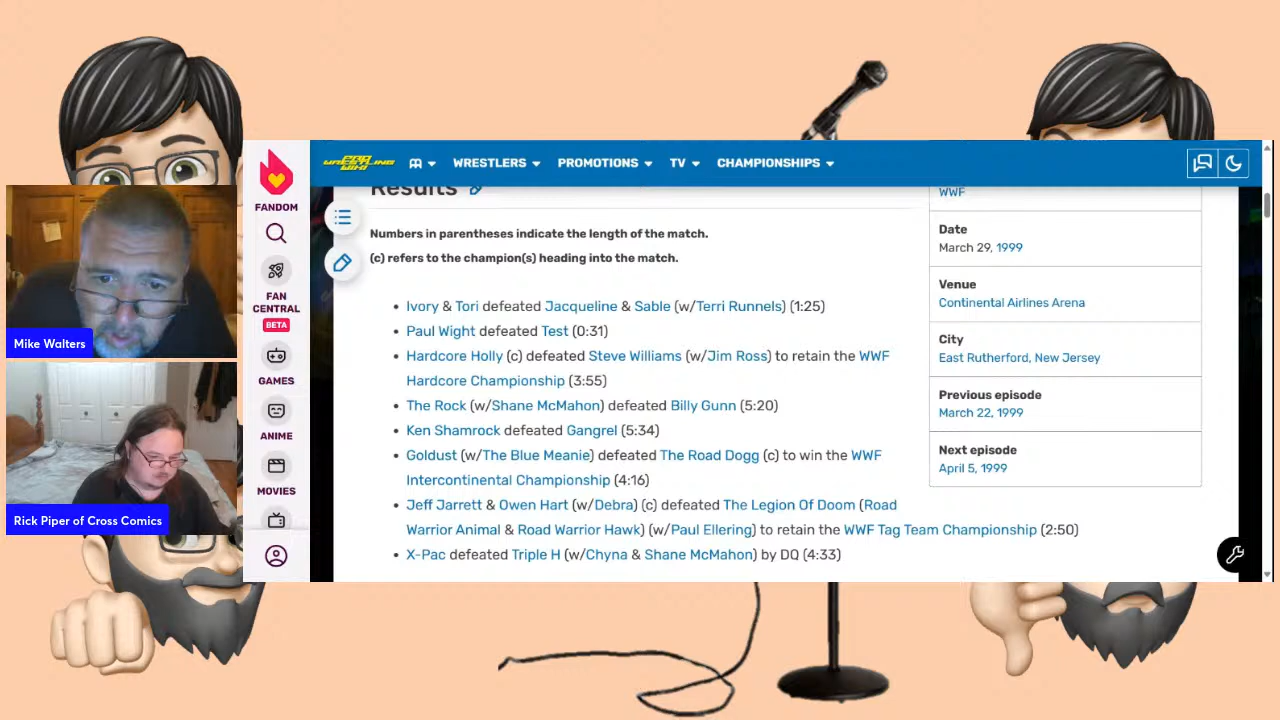 PRO WRESTLING WIKI
WRESTLERS
PROMOTIONS
TV
CHAMPIONSHIPS
FANDOM
FAN CENTRAL
BETA
GAMES
ANIME
MOVIES
Mike Walters
Rick Piper of Cross Comics
Results
Numbers in parentheses indicate the length of the match.
(c) refers to the champion(s) heading into the match.
• Ivory & Tori defeated Jacqueline & Sable (w/Terri Runnels) (1:25)
• Paul Wight defeated Test (0:31)
• Hardcore Holly (c) defeated Steve Williams (w/Jim Ross) to retain the WWF
Hardcore Championship (3:55)
• The Rock (w/Shane McMahon) defeated Billy Gunn (5:20)
• Ken Shamrock defeated Gangrel (5:34)
• Goldust (w/The Blue Meanie) defeated The Road Dogg (c) to win the WWF
Intercontinental Championship (4:16)
• Jeff Jarrett & Owen Hart (w/Debra) (c) defeated The Legion Of Doom (Road
Warrior Animal & Road Warrior Hawk) (w/Paul Ellering) to retain the WWF Tag Team Championship (2:50)
• X-Pac defeated Triple H (w/Chyna & Shane McMahon) by DQ (4:33)
WWF
Date
March 29, 1999
Venue
Continental Airlines Arena
City
East Rutherford, New Jersey
Previous episode
March 22, 1999
Next episode
April 5, 1999